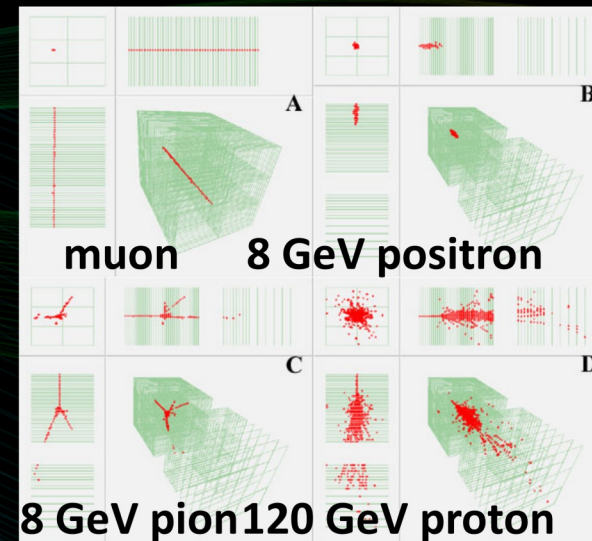 A
B
muon
8 GeV positron
C
D
8 GeV pion
120 GeV proton